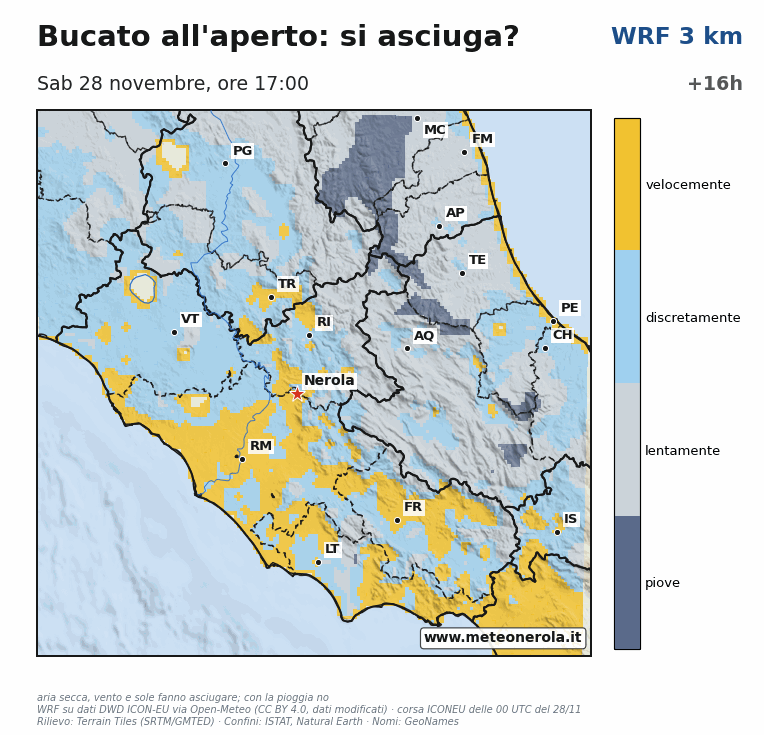 Bucato all'aperto: si asciuga?
WRF 3 km
Sab 28 novembre, ore 17:00
+16h
MC
FM
PG
AP
TE
TR
PE
VT
RI
AQ
CH
Nerola
RM
FR
IS
LT
www.meteonerola.it
velocemente
discretamente
lentamente
piove
aria secca, vento e sole fanno asciugare; con la pioggia no
WRF su dati DWD ICON-EU via Open-Meteo (CC BY 4.0, dati modificati) · corsa ICONEU delle 00 UTC del 28/11
Rilievo: Terrain Tiles (SRTM/GMTED) · Confini: ISTAT, Natural Earth · Nomi: GeoNames